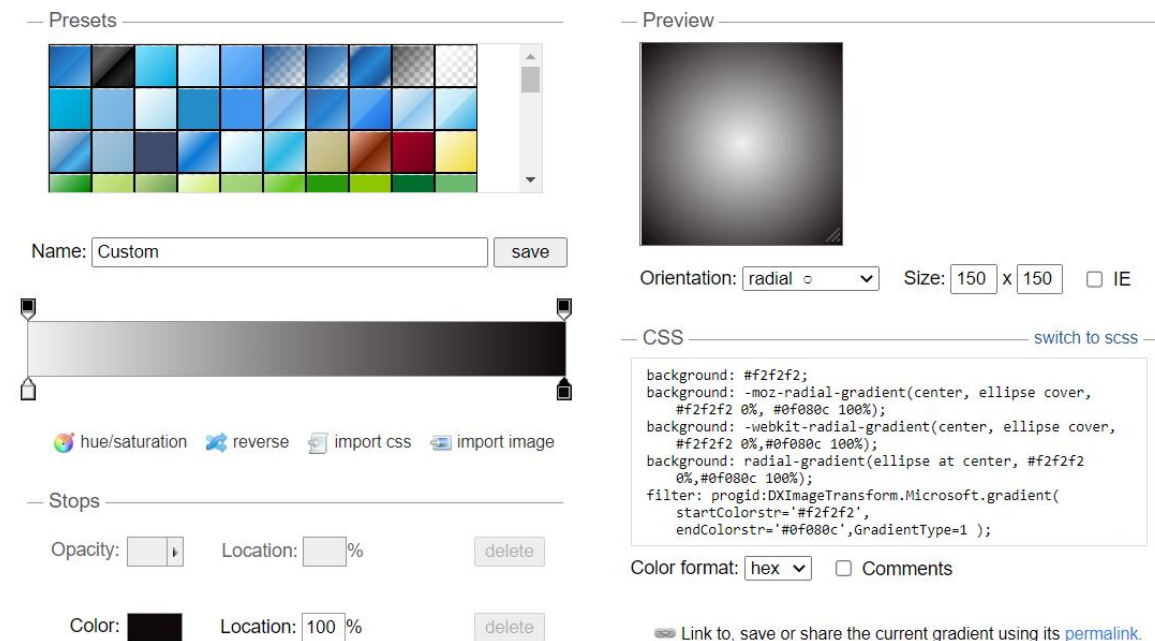 Presets
Name: Custom save
hue/saturation reverse import css import image
Stops
Opacity: Location: % delete
Color: Location: 100 % delete
Preview
Orientation: radial ○ Size: 150 x 150 IE
CSS switch to scss
background: #f2f2f2;
background: -moz-radial-gradient(center, ellipse cover,
#f2f2f2 0%, #0f080c 100%);
background: -webkit-radial-gradient(center, ellipse cover,
#f2f2f2 0%,#0f080c 100%);
background: radial-gradient(ellipse at center, #f2f2f2
0%,#0f080c 100%);
filter: progid:DXImageTransform.Microsoft.gradient(
startColorstr='#f2f2f2',
endColorstr='#0f080c',GradientType=1 );
Color format: hex Comments
Link to, save or share the current gradient using its permalink.